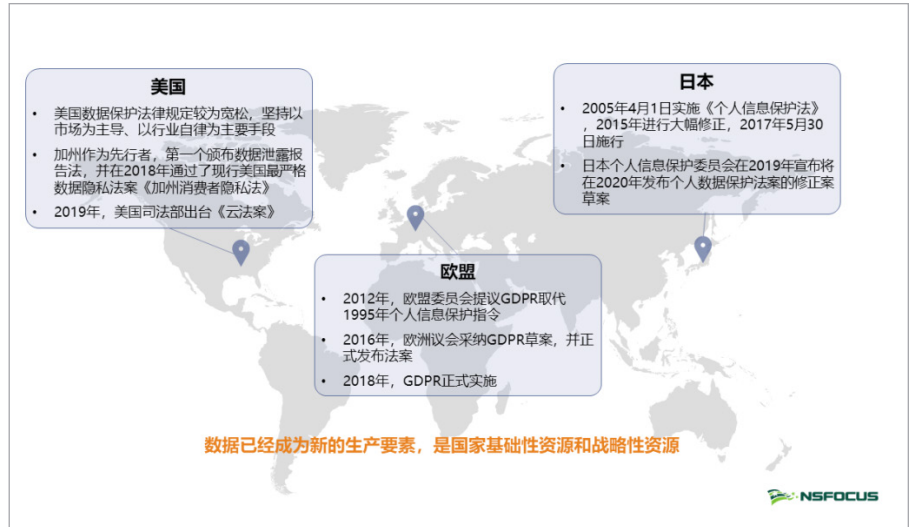 美国
• 美国数据保护法律规定较为宽松，坚持以
市场为主导、以行业自律为主要手段
• 加州作为先行者，第一个颁布数据泄露报
告法，并在2018年通过了现行美国最严格
数据隐私法案《加州消费者隐私法》
• 2019年，美国司法部出台《云法案》
日本
• 2005年4月1日实施《个人信息保护法》
，2015年进行大幅修正，2017年5月30
日施行
• 日本个人信息保护委员会在2019年宣布将
在2020年发布个人数据保护法案的修正案
草案
欧盟
• 2012年，欧盟委员会提议GDPR取代
1995年个人信息保护指令
• 2016年，欧洲议会采纳GDPR草案，并正
式发布法案
• 2018年，GDPR正式实施
数据已经成为新的生产要素，是国家基础性资源和战略性资源
NSFOCUS